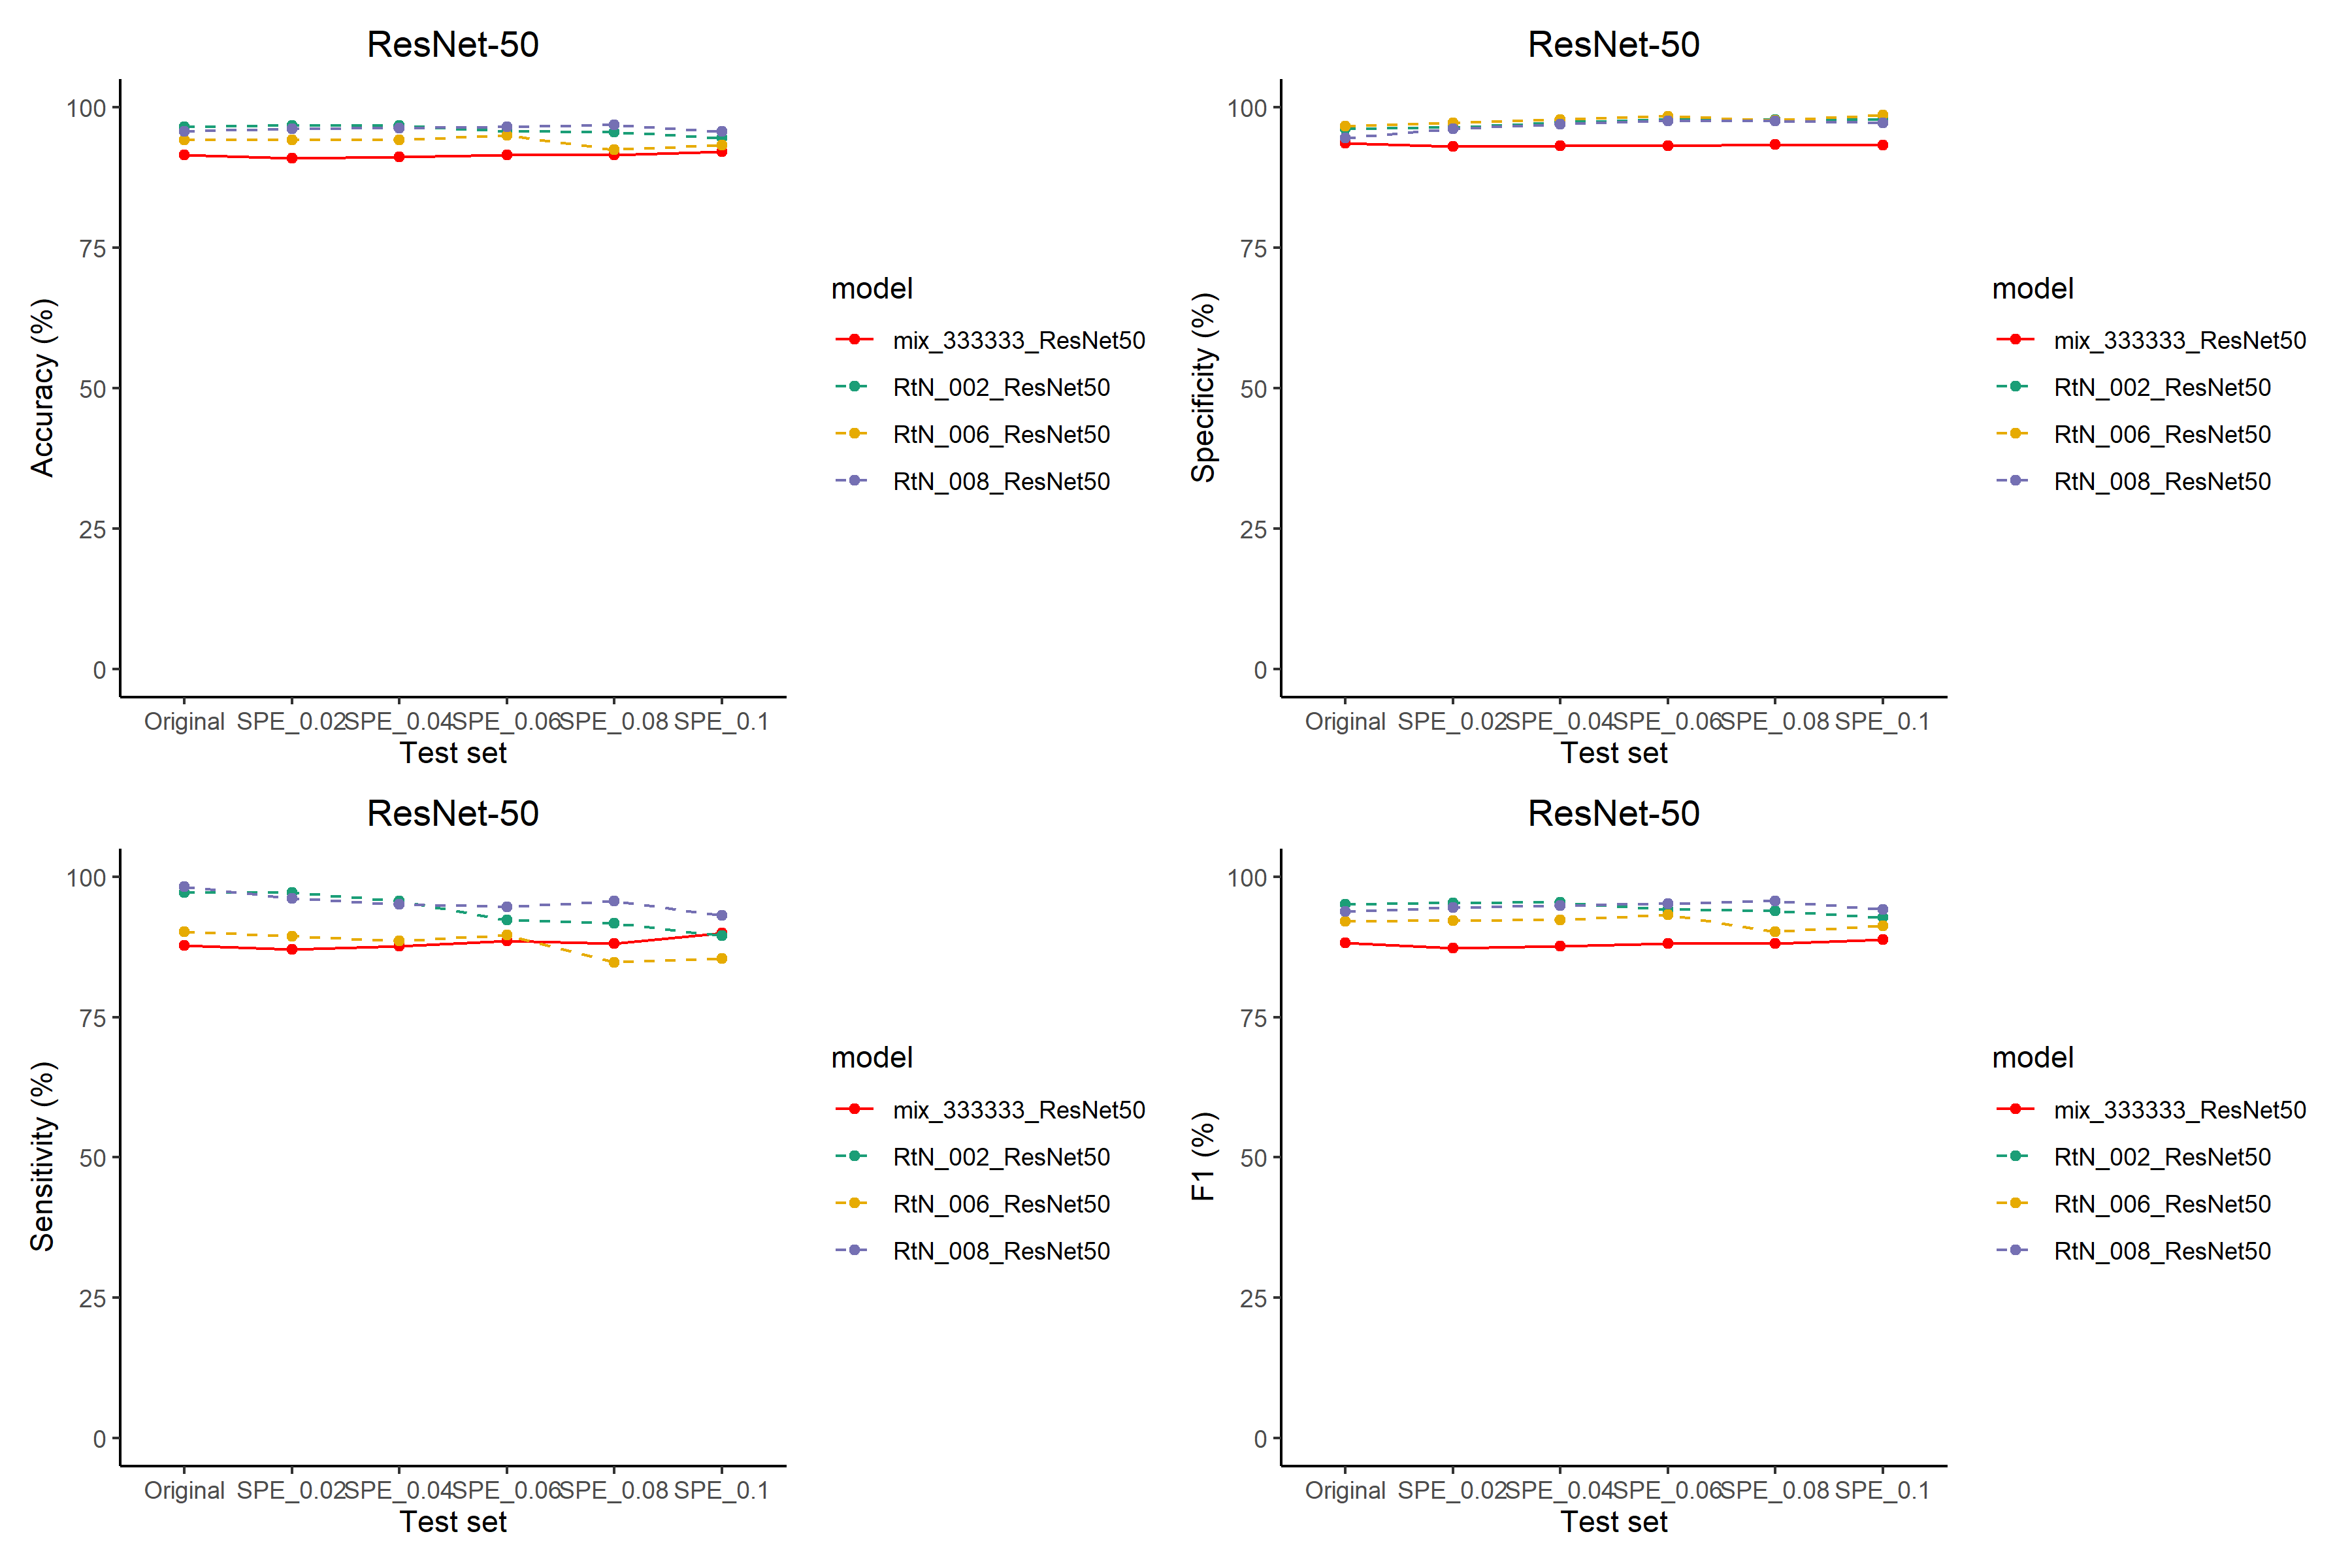 ResNet-50
100
75
50
25
0
Accuracy (%)
Original SPE_0.02 SPE_0.04 SPE_0.06 SPE_0.08 SPE_0.1
Test set
model
mix_333333_ResNet50
RtN_002_ResNet50
RtN_006_ResNet50
RtN_008_ResNet50
ResNet-50
100
75
50
25
0
Specificity (%)
Original SPE_0.02 SPE_0.04 SPE_0.06 SPE_0.08 SPE_0.1
Test set
model
mix_333333_ResNet50
RtN_002_ResNet50
RtN_006_ResNet50
RtN_008_ResNet50
ResNet-50
100
75
50
25
0
Sensitivity (%)
Original SPE_0.02 SPE_0.04 SPE_0.06 SPE_0.08 SPE_0.1
Test set
model
mix_333333_ResNet50
RtN_002_ResNet50
RtN_006_ResNet50
RtN_008_ResNet50
ResNet-50
100
75
50
25
0
F1 (%)
Original SPE_0.02 SPE_0.04 SPE_0.06 SPE_0.08 SPE_0.1
Test set
model
mix_333333_ResNet50
RtN_002_ResNet50
RtN_006_ResNet50
RtN_008_ResNet50